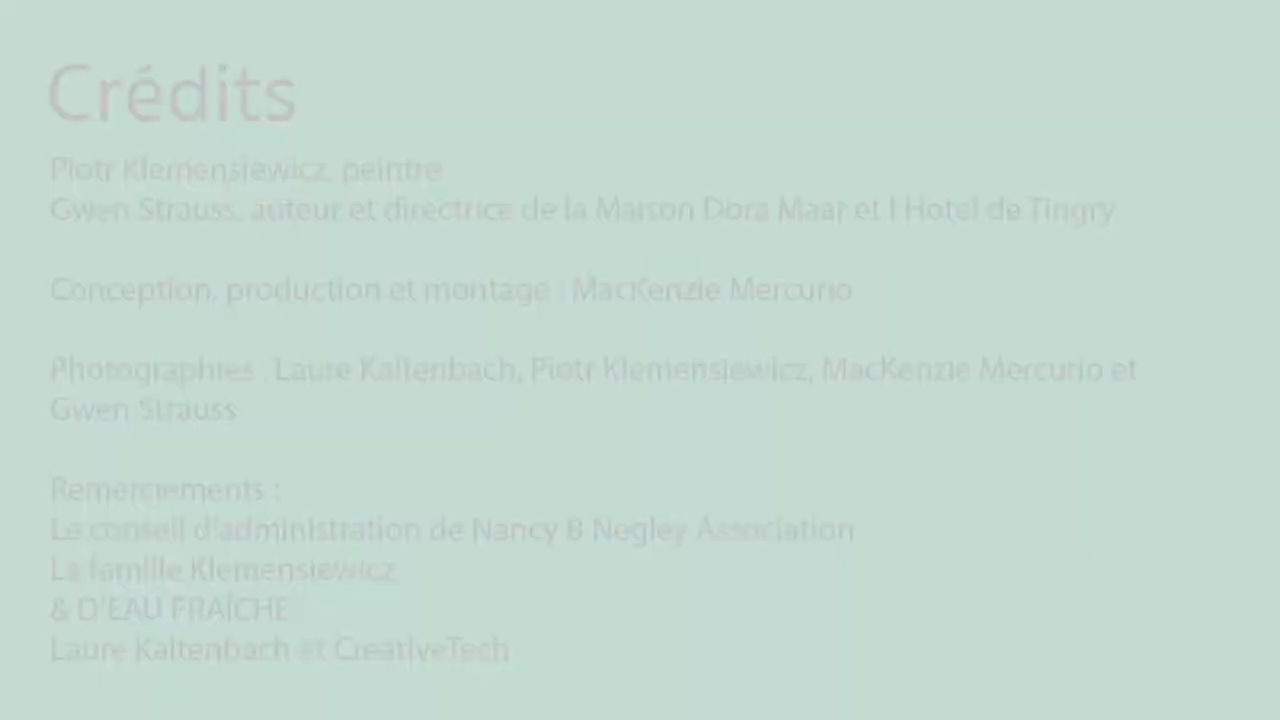 Crédits
Piotr Klemensiewicz, peintre
Gwen Strauss, auteur et directrice de la Maison Dora Maar et l Hotel de Tingry
Conception, production et montage : MacKenzie Mercurio
Photographies : Laure Kaltenbach, Piotr Klemensiewicz, MacKenzie Mercurio et
Gwen Strauss
Remerciements :
Le conseil d'administration de Nancy B Negley Association
La famille Klemensiewicz
& D'EAU FRAÎCHE
Laure Kaltenbach et CreativeTech